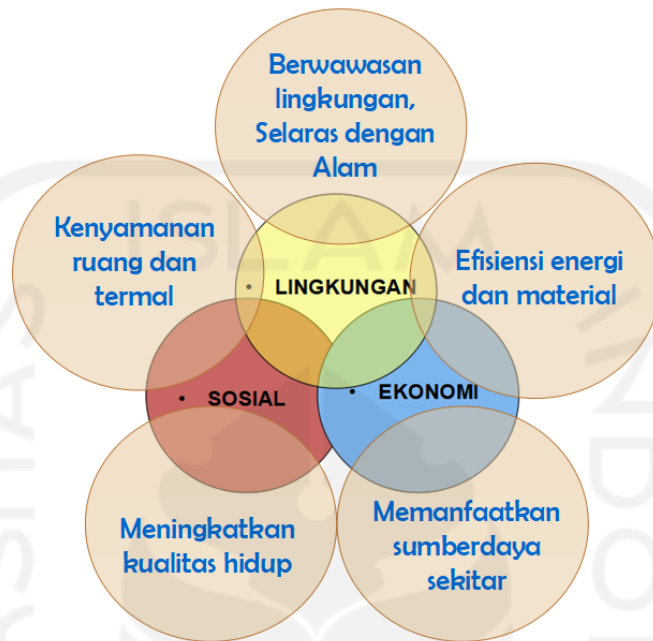 Berwawasan
lingkungan,
Selaras dengan
Alam
Kenyamanan
ruang dan
termal
Efisiensi energi
dan material
• LINGKUNGAN
• SOSIAL
• EKONOMI
Meningkatkan
kualitas hidup
Memanfaatkan
sumberdaya
sekitar
ISLAM